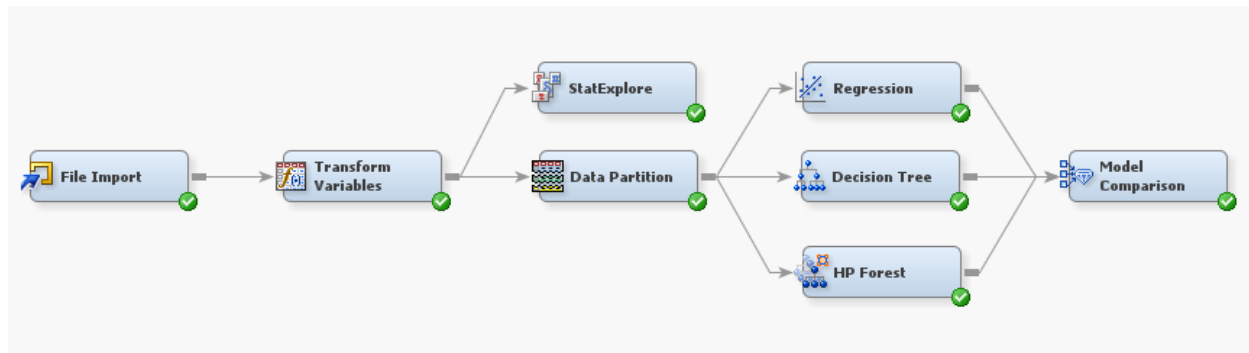 File Import
Transform
Variables
StatExplore
Data Partition
Regression
Decision Tree
HP Forest
Model
Comparison